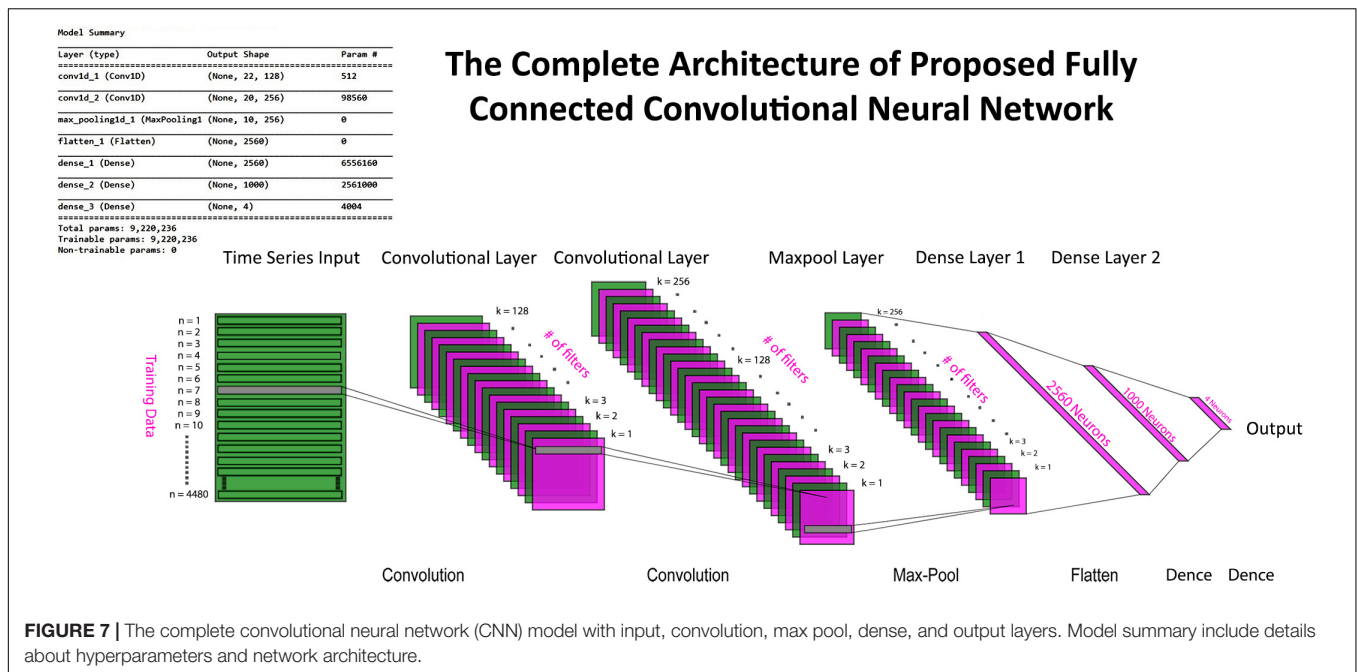 Model Summary
Layer (type) Output Shape Param #
conv1d_1 (Conv1D) (None, 22, 128) 512
conv1d_2 (Conv1D) (None, 20, 256) 98560
max_pooling1d_1 (MaxPooling1 (None, 10, 256) 0
flatten_1 (Flatten) (None, 2560) 0
dense_1 (Dense) (None, 2560) 6556160
dense_2 (Dense) (None, 1000) 2561000
dense_3 (Dense) (None, 4) 4004
Total params: 9,220,236
Trainable params: 9,220,236
Non-trainable params: 0
The Complete Architecture of Proposed Fully
Connected Convolutional Neural Network
Time Series Input
Convolutional Layer
Convolutional Layer
Maxpool Layer
Dense Layer 1
Dense Layer 2
Training Data
n = 1
n = 2
n = 3
n = 4
n = 5
n = 6
n = 7
n = 8
n = 9
n = 10
n = 4480
k = 128
# of filters
k = 3
k = 2
k = 1
k = 256
k = 128
# of filters
k = 3
k = 2
k = 1
k = 256
# of filters
k = 3
k = 2
k = 1
2560 Neurons
1000 Neurons
4 Neurons
Output
Convolution
Convolution
Max-Pool
Flatten
Dence
Dence
FIGURE 7 | The complete convolutional neural network (CNN) model with input, convolution, max pool, dense, and output layers. Model summary include details
about hyperparameters and network architecture.